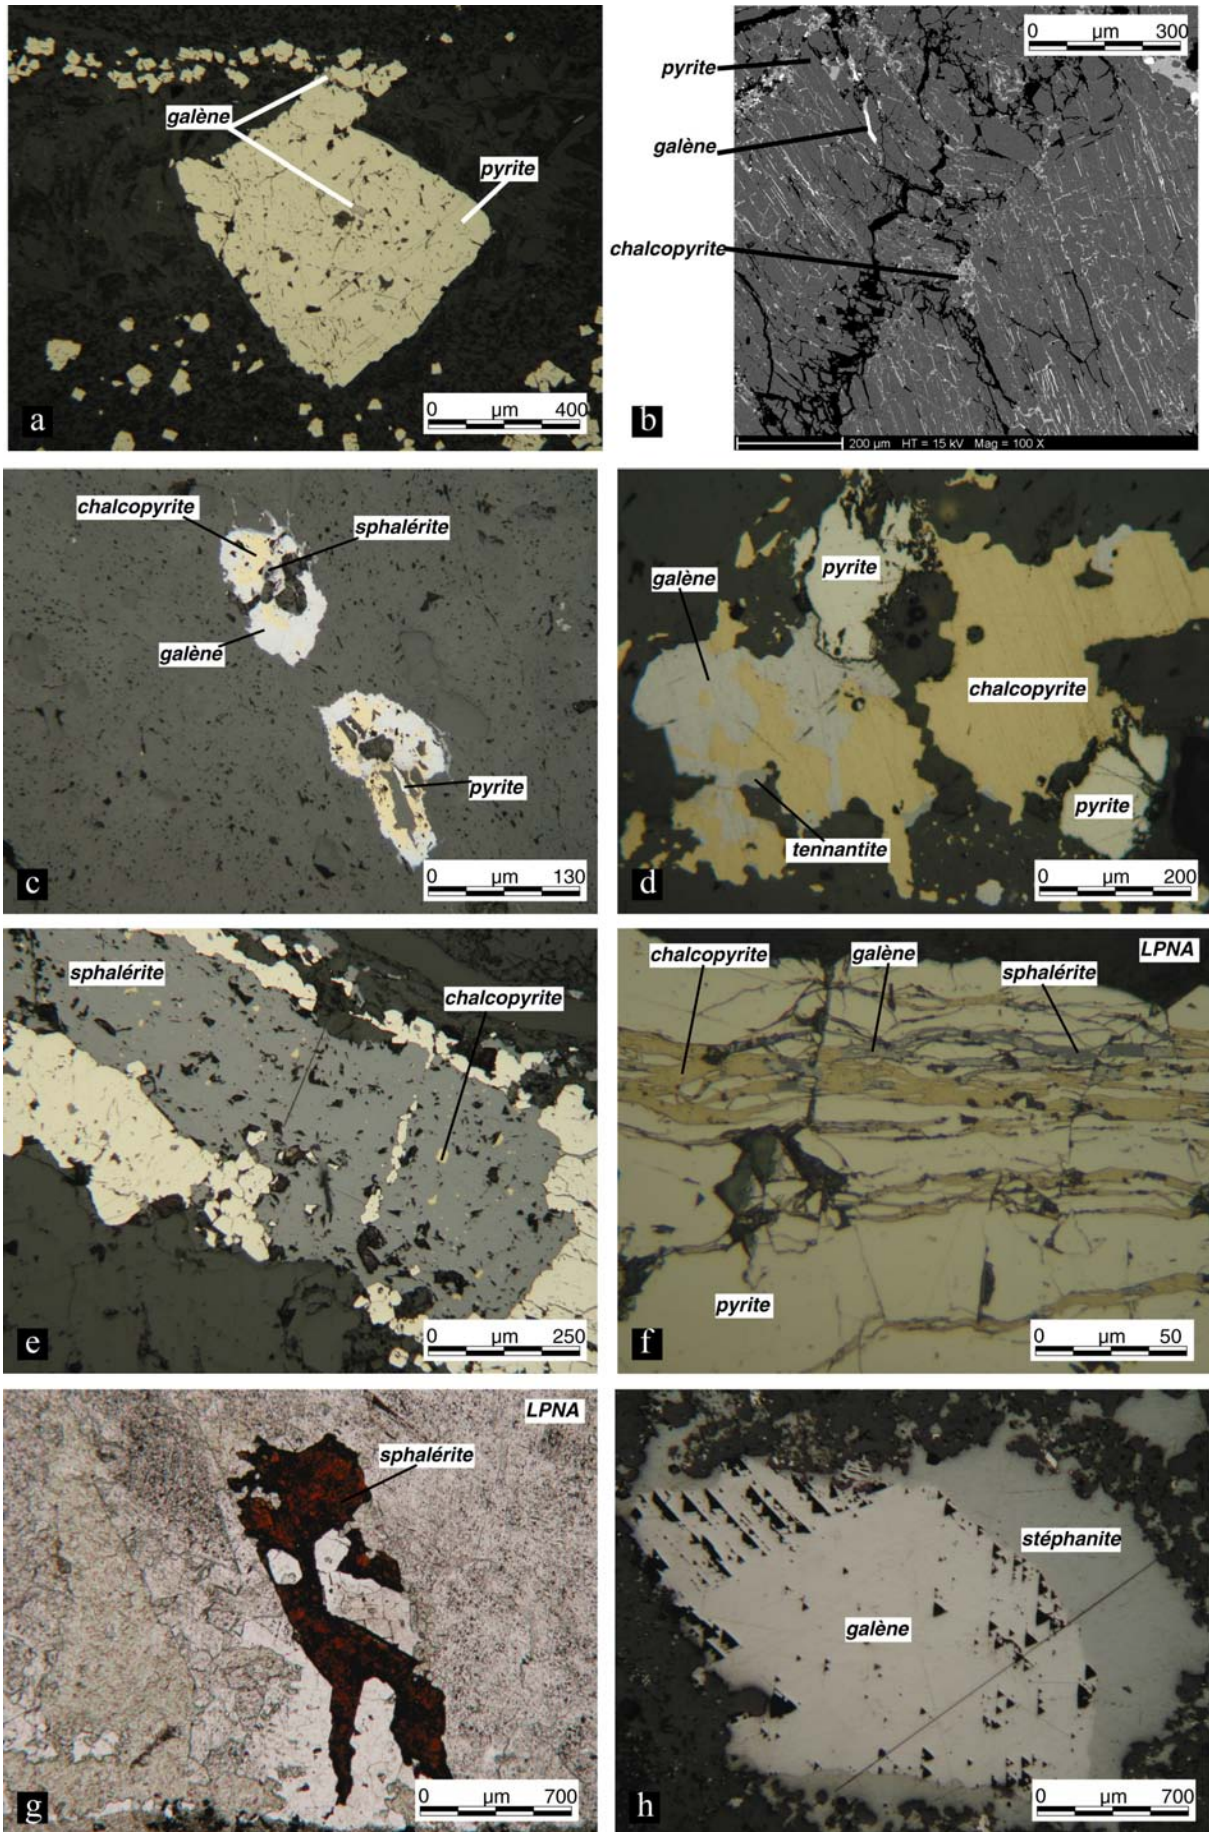 galène
pyrite
0 µm 400
a
0 µm 300
pyrite
galène
chalcopyrite
200 µm HT = 15 kV Mag = 100 X
b
chalcopyrite
sphalérite
galène
pyrite
0 µm 130
c
galène
pyrite
chalcopyrite
pyrite
tennantite
0 µm 200
d
sphalérite
chalcopyrite
0 µm 250
e
chalcopyrite
galène
sphalérite
LPNA
pyrite
0 µm 50
f
LPNA
sphalérite
0 µm 700
g
stéphanite
galène
0 µm 700
h